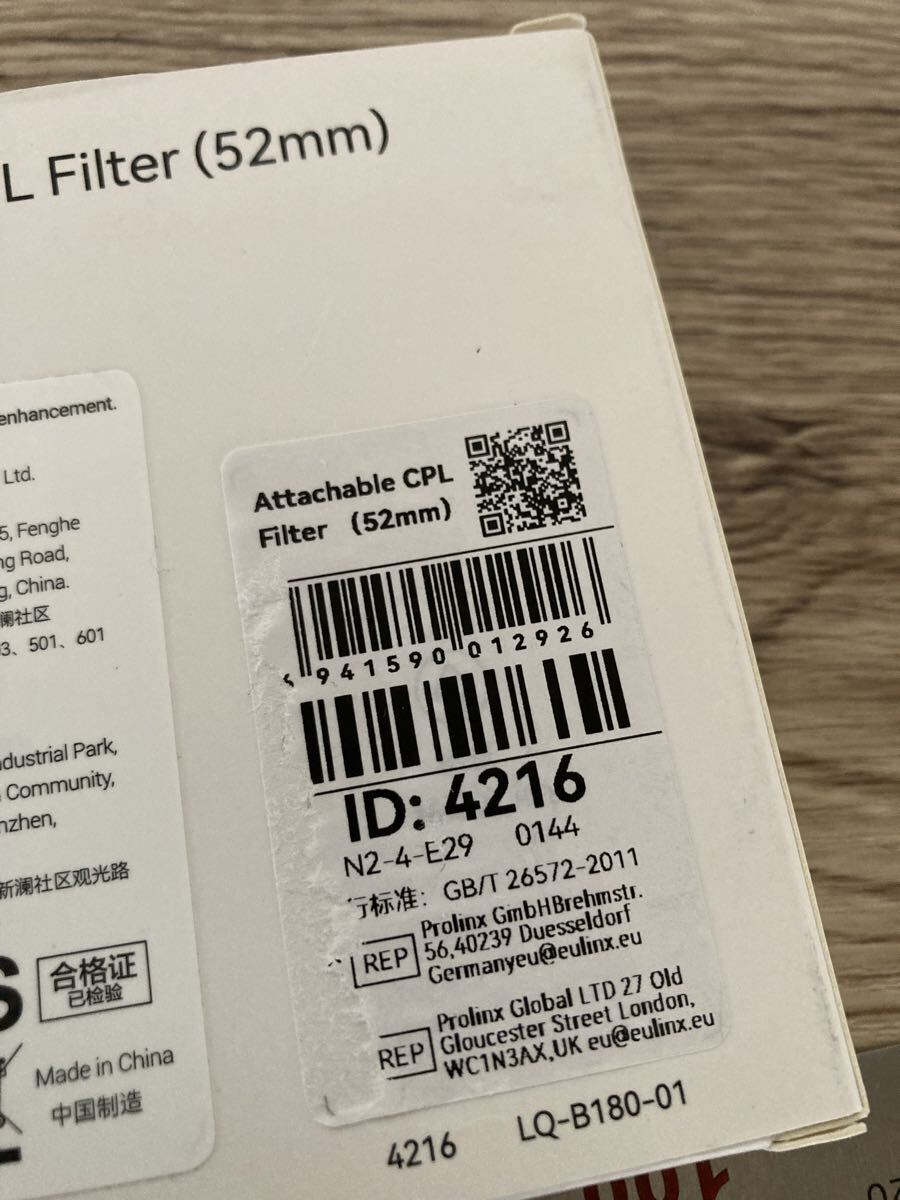 L Filter (52mm)
enhancement.
Ltd.
5, Fenghe
ng Road,
g, China.
澜社区
3、501、601
dustrial Park,
Community,
nzhen,
新澜社区观光路
S
合格证
已检验
Made in China
中国制造
Attachable CPL
Filter (52mm)
941590 012926
ID: 4216
N2-4-E29 0144
行标准: GB/T 26572-2011
REP
Prolinx GmbHBrehmstr.
56,40239 Duesseldorf
Germanyeu@eulinx.eu
REP
Prolinx Global LTD 27 Old
Gloucester Street London,
WC1N3AX,UK eu@eulinx.eu
4216 LQ-B180-01